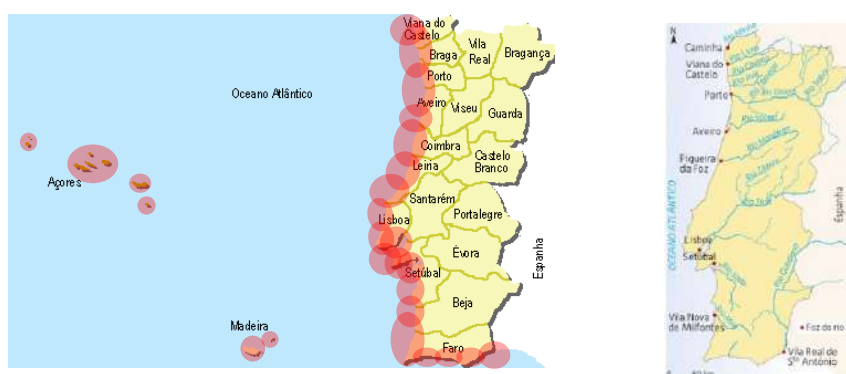 Viana do
Castelo
Braga
Vila
Real
Bragança
Porto
Oceano Atlântico
Aveiro
Viseu
Guarda
Coimbra
Leiria
Castelo
Branco
Açores
Santarém
Lisboa
Portalegre
Évora
Espanha
Setúbal
Beja
Madeira
Faro
N
Caminha
Viana do
Castelo
Porto
Aveiro
Figueira
da Foz
OCEANO ATLÂNTICO
Espanha
Lisboa
Setúbal
Vila Nova
de Milfontes
Foz do rio
Vila Real de
Stº António